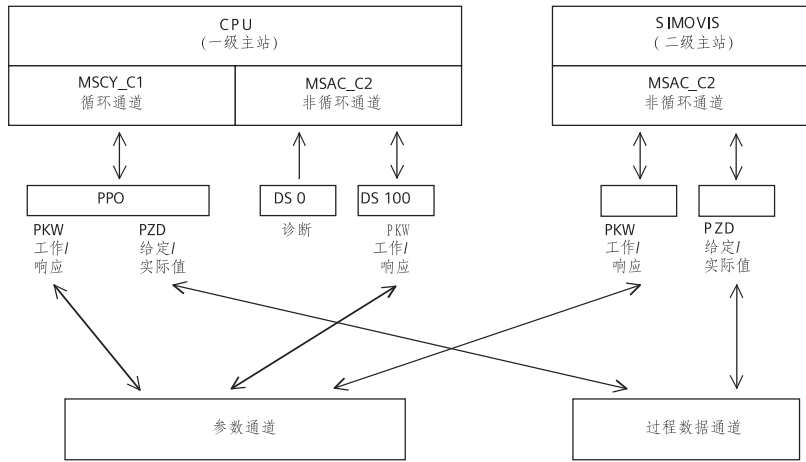 CPU
(一级主站)
MSCY_C1
循环通道
MSAC_C2
非循环通道
SIMOVIS
(二级主站)
MSAC_C2
非循环通道
PPO
DS 0
DS 100
PKW
工作/
响应
PZD
给定/
实际值
诊断
PKW
工作/
响应
PKW
工作/
响应
PZD
给定/
实际值
参数通道
过程数据通道